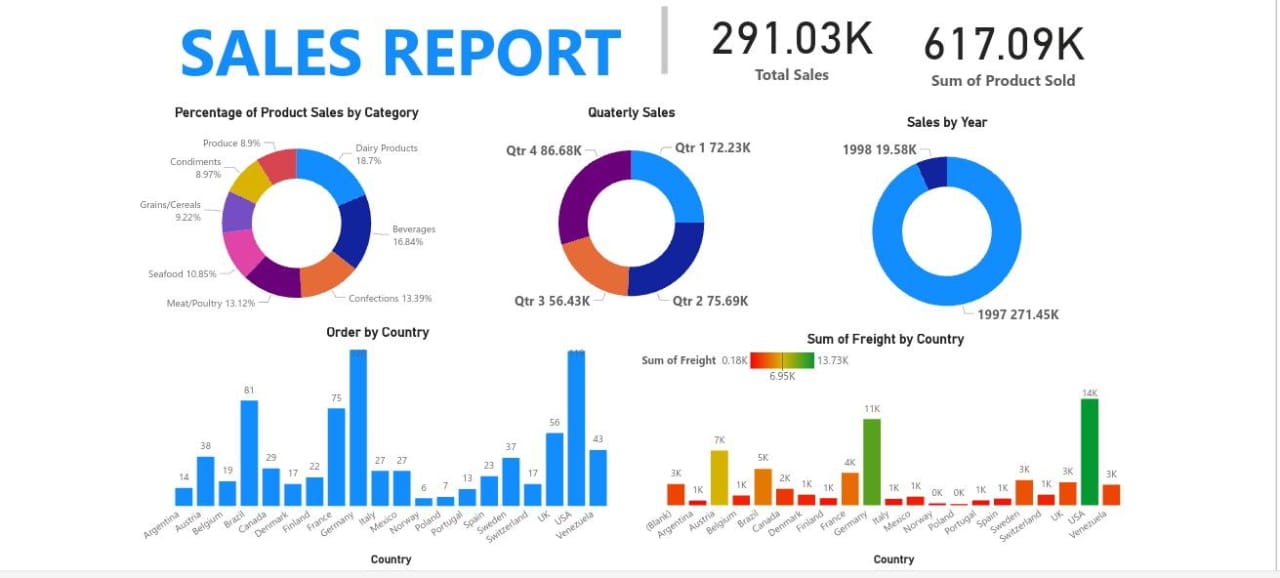 SALES REPORT
291.03K
Total Sales
617.09K
Sum of Product Sold
Percentage of Product Sales by Category
Produce 8.9%
Dairy Products
18.7%
Condiments
8.97%
Grains/Cereals
9.22%
Beverages
16.84%
Seafood 10.85%
Meat/Poultry 13.12%
Confections 13.39%
Quaterly Sales
Qtr 4 86.68K
Qtr 1 72.23K
Qtr 3 56.43K
Qtr 2 75.69K
Sales by Year
1998 19.58K
1997 271.45K
Order by Country
14
38
19
81
29
17
22
75
27
27
6
7
13
23
37
17
56
43
Argentina
Austria
Belgium
Brazil
Canada
Denmark
Finland
France
Germany
Italy
Mexico
Norway
Poland
Portugal
Spain
Sweden
Switzerland
UK
USA
Venezuela
Country
Sum of Freight by Country
Sum of Freight 0.18K 13.73K
6.95K
3K
1K
7K
1K
5K
2K
1K
1K
4K
11K
1K
1K
0K
0K
1K
1K
3K
1K
3K
14K
3K
(Blank)
Argentina
Austria
Belgium
Brazil
Canada
Denmark
Finland
France
Germany
Italy
Mexico
Norway
Poland
Portugal
Spain
Sweden
Switzerland
UK
USA
Venezuela
Country